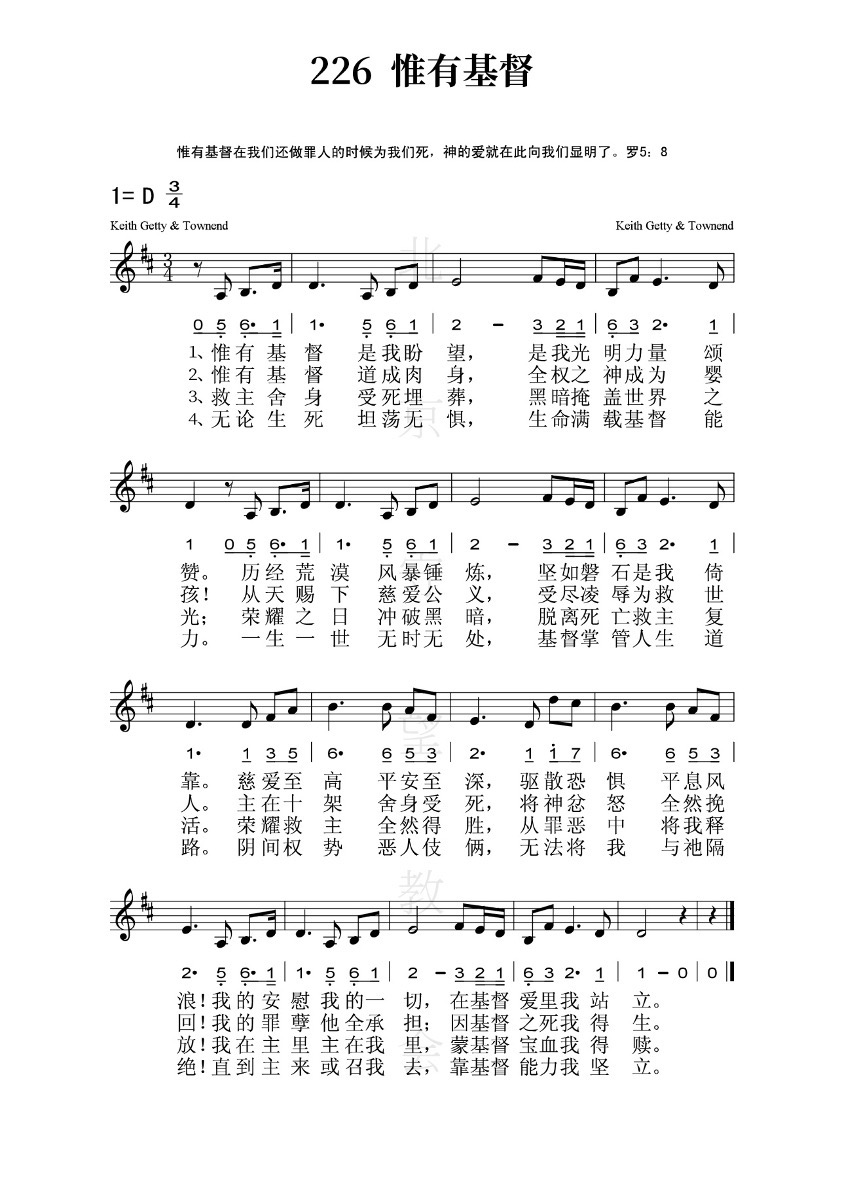 226 惟有基督
惟有基督在我们还做罪人的时候为我们死，神的爱就在此向我们显明了。罗5：8
1= D 3/4
Keith Getty & Townend Keith Getty & Townend
3/4
0 5 6• 1 | 1• 5 6 1 | 2 – 3 2 1 | 6 3 2• 1 |
1、惟有基督 是我盼望， 是我光明力量颂
2、惟有基督 道成肉身， 全权之神成为婴
3、救主舍身 受死埋葬， 黑暗掩盖世界之
4、无论生死 坦荡无惧， 生命满载基督能
1 0 5 6• 1 | 1• 5 6 1 | 2 – 3 2 1 | 6 3 2• 1 |
赞。 历经荒漠 风暴锤炼， 坚如磐石是我倚
孩！ 从天赐下 慈爱公义， 受尽凌辱为救世
光； 荣耀之日 冲破黑暗， 脱离死亡救主复
力。 一生一世 无时无处， 基督掌管人生道
1• 1 3 5 | 6• 6 5 3 | 2• 1 1 7 | 6• 6 5 3 |
靠。 慈爱至高 平安至深， 驱散恐惧 平息风
人。 主在十架 舍身受死， 将神忿怒 全然挽
活。 荣耀救主 全然得胜， 从罪恶中 将我释
路。 阴间权势 恶人伎俩， 无法将我 与祂隔
2• 5 6• 1 | 1• 5 6 1 | 2 – 3 2 1 | 6 3 2• 1 | 1 – 0 | 0 |
浪！我的安慰 我的一切， 在基督爱里我站立。
回！我的罪孽 他全承担； 因基督之死我得生。
放！我在主里 主在我里， 蒙基督宝血我得赎。
绝！直到主来 或召我去， 靠基督能力我坚立。
北
京
望
教
会